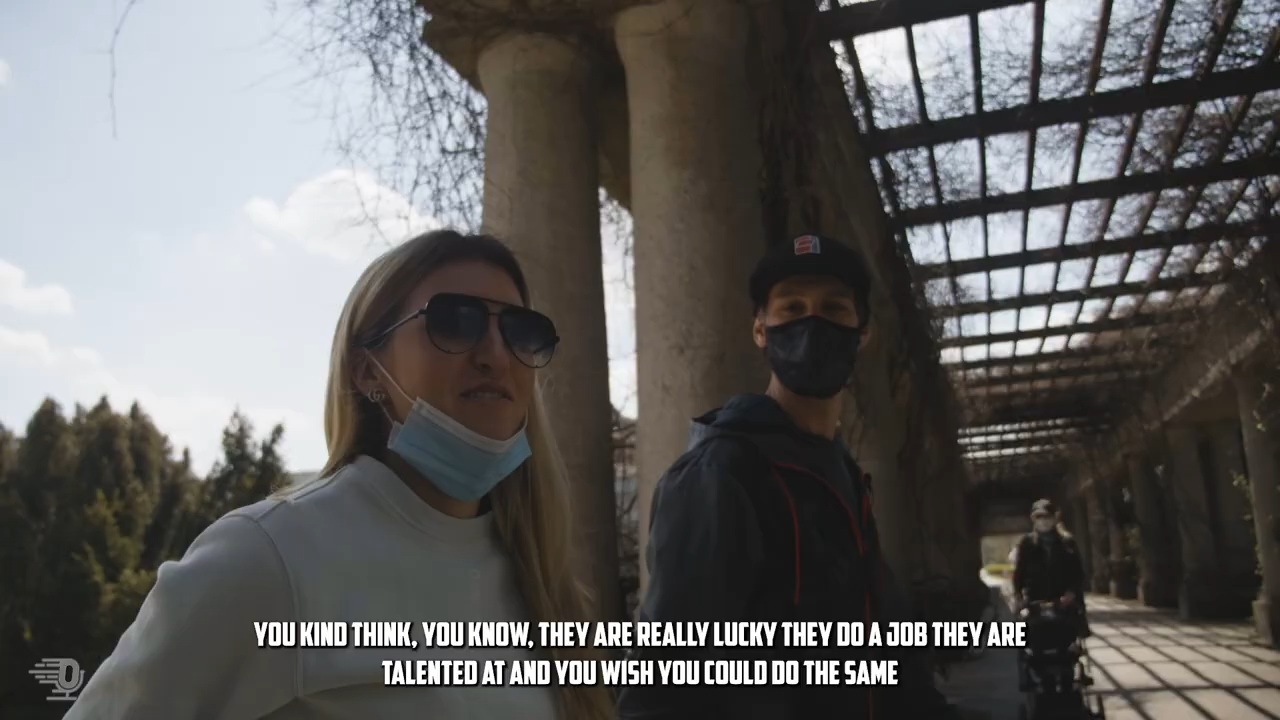 YOU KIND THINK, YOU KNOW, THEY ARE REALLY LUCKY THEY DO A JOB THEY ARE
TALENTED AT AND YOU WISH YOU COULD DO THE SAME